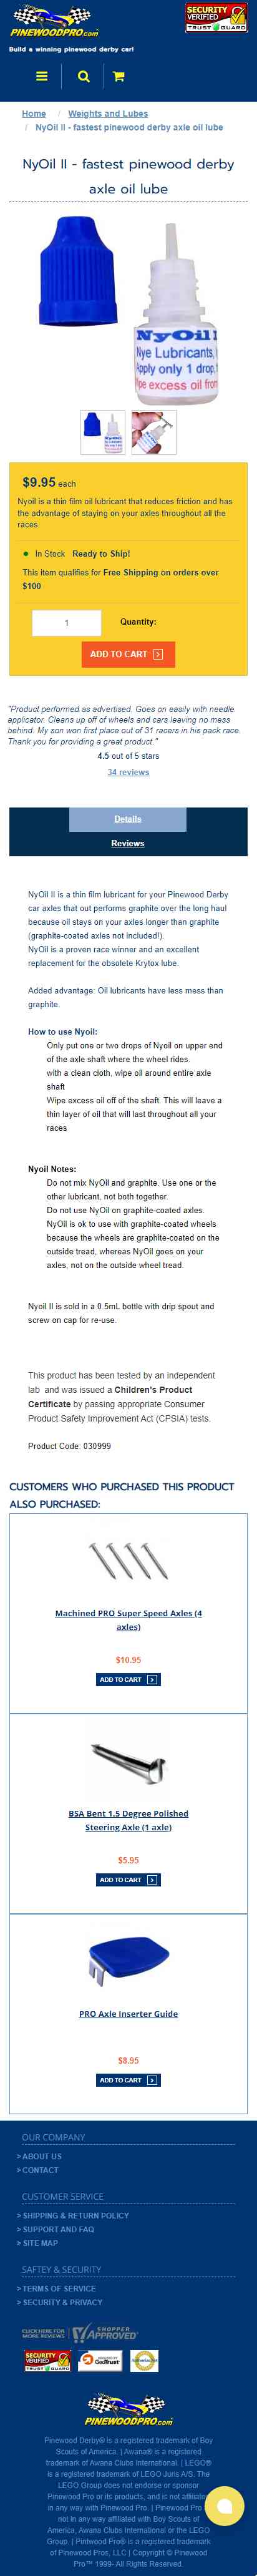 PINEWOODPRO.com
SECURITY
VERIFIED
TRUST GUARD
Build a winning pinewood derby car!
Home / Weights and Lubes
/ NyOil II - fastest pinewood derby axle oil lube
NyOil II - fastest pinewood derby
axle oil lube
NyOil
Nye Lubricants,
Apply only 1 drop,
excess oil from
$9.95 each
Nyoil is a thin film oil lubricant that reduces friction and has
the advantage of staying on your axles throughout all the
races.
In Stock Ready to Ship!
This item qualifies for Free Shipping on orders over
$100
1 Quantity:
ADD TO CART
"Product performed as advertised. Goes on easily with needle
applicator. Cleans up off of wheels and cars leaving no mess
behind. My son won first place out of 31 racers in his pack race.
Thank you for providing a great product."
4.5 out of 5 stars
34 reviews
Details
Reviews
NyOil II is a thin film lubricant for your Pinewood Derby
car axles that out performs graphite over the long haul
because oil stays on your axles longer than graphite
(graphite-coated axles not included!).
NyOil is a proven race winner and an excellent
replacement for the obsolete Krytox lube.
Added advantage: Oil lubricants have less mess than
graphite.
How to use Nyoil:
Only put one or two drops of Nyoil on upper end
of the axle shaft where the wheel rides.
with a clean cloth, wipe oil around entire axle
shaft
Wipe excess oil off of the shaft. This will leave a
thin layer of oil that will last throughout all your
races
Nyoil Notes:
Do not mix NyOil and graphite. Use one or the
other lubricant, not both together.
Do not use NyOil on graphite-coated axles.
NyOil is ok to use with graphite-coated wheels
because the wheels are graphite-coated on the
outside tread, whereas NyOil goes on your
axles, not on the outside wheel tread.
Nyoil II is sold in a 0.5mL bottle with drip spout and
screw on cap for re-use.
This product has been tested by an independent
lab and was issued a Children's Product
Certificate by passing appropriate Consumer
Product Safety Improvement Act (CPSIA) tests.
Product Code: 030999
CUSTOMERS WHO PURCHASED THIS PRODUCT
ALSO PURCHASED:
Machined PRO Super Speed Axles (4
axles)
$10.95
ADD TO CART
BSA Bent 1.5 Degree Polished
Steering Axle (1 axle)
$5.95
ADD TO CART
PRO Axle Inserter Guide
$8.95
ADD TO CART
OUR COMPANY
> ABOUT US
> CONTACT
CUSTOMER SERVICE
> SHIPPING & RETURN POLICY
> SUPPORT AND FAQ
> SITE MAP
SAFTEY & SECURITY
> TERMS OF SERVICE
> SECURITY & PRIVACY
CLICK HERE FOR MORE REVIEWS
SHOPPER APPROVED
SECURITY
VERIFIED
TRUST GUARD
GeoTrust
PINEWOODPRO.com
Pinewood Derby® is a registered trademark of Boy
Scouts of America. | Awana® is a registered
trademark of Awana Clubs International. | LEGO®
is a registered trademark of LEGO Juris A/S. The
LEGO Group does not endorse or sponsor
Pinewood Pro or its products, and is not affiliated
in any way with Pinewood Pro. | Pinewood Pro
not in any way affiliated with Boy Scouts of
America, Awana Clubs International or the LEGO
Group. | Pintwood Pro® is a registered trademark
of Pinewood Pros, LLC | Copyright © Pinewood
Pro™ 1999- All Rights Reserved